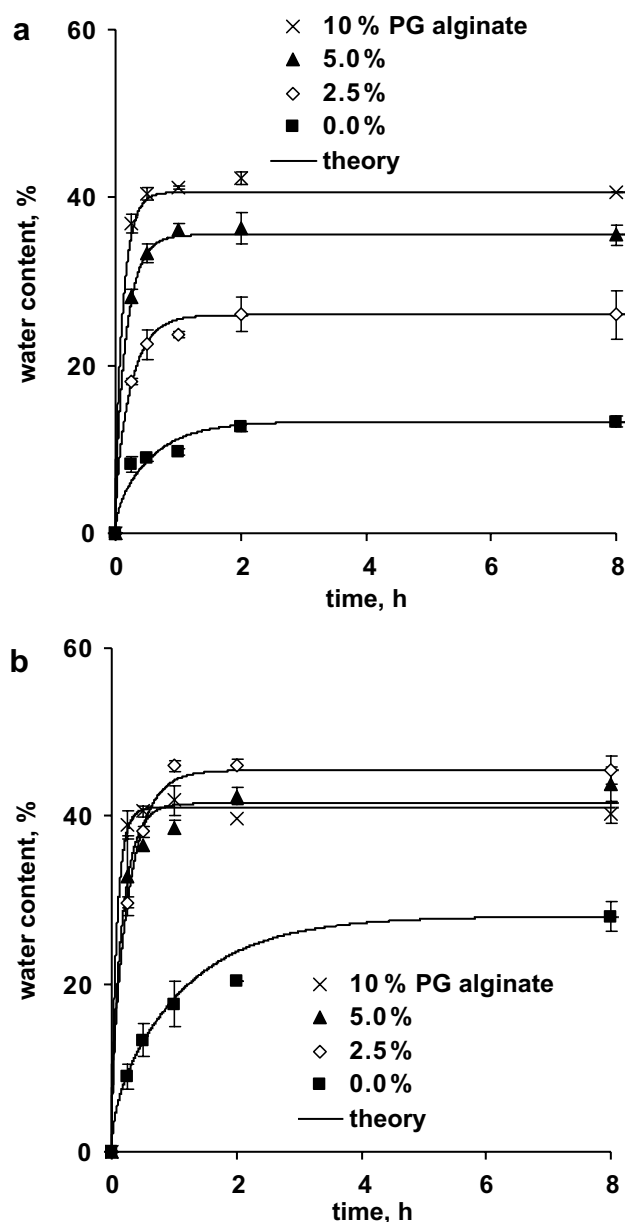 a
60
40
20
0
water content, %
10% PG alginate
5.0%
2.5%
0.0%
theory
0 2 4 6 8
time, h
b
60
40
20
0
water content, %
10% PG alginate
5.0%
2.5%
0.0%
theory
0 2 4 6 8
time, h